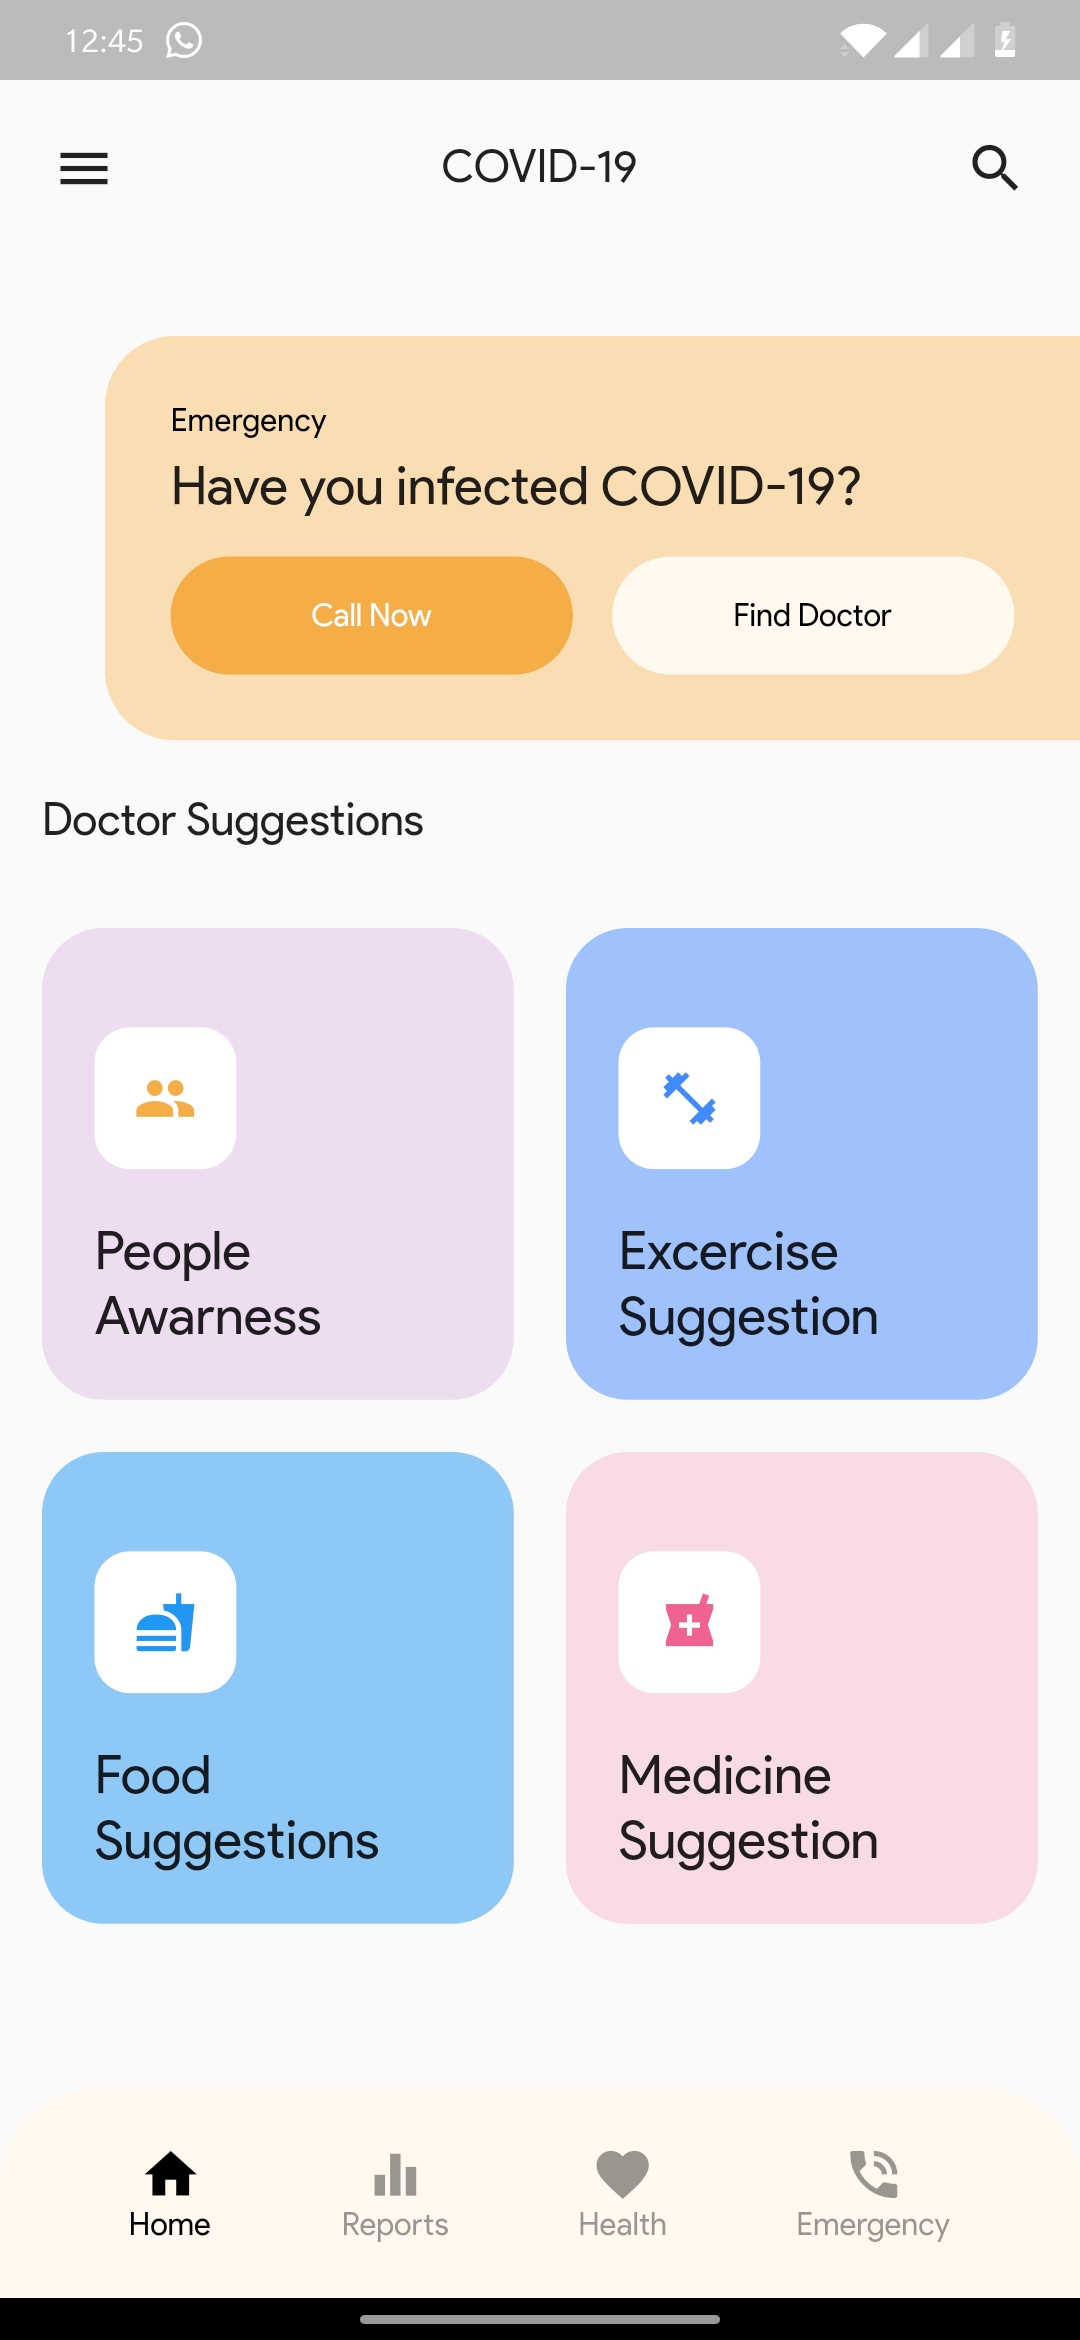 12:45
COVID-19
Emergency
Have you infected COVID-19?
Call Now
Find Doctor
Doctor Suggestions
People
Awarness
Excercise
Suggestion
Food
Suggestions
Medicine
Suggestion
Home
Reports
Health
Emergency